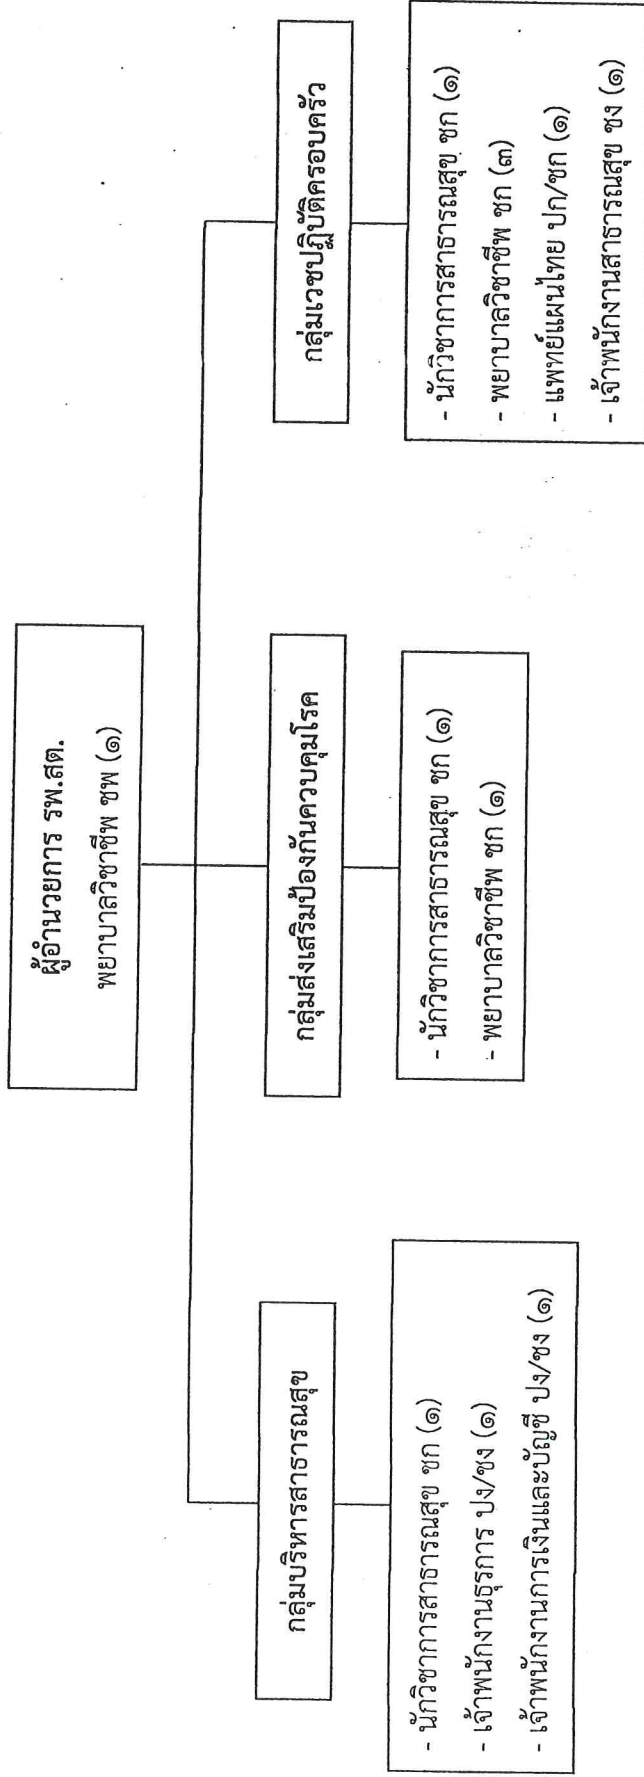 ผู้อำนวยการ รพ.สต.
พยาบาลวิชาชีพ ชพ (๑)
กลุ่มบริหารสาธารณสุข
- นักวิชาการสาธารณสุข ชก (๑)
- เจ้าพนักงานธุรการ ปง/ชง (๑)
- เจ้าพนักงานการเงินและบัญชี ปง/ชง (๑)
กลุ่มส่งเสริมป้องกันควบคุมโรค
- นักวิชาการสาธารณสุข ชก (๑)
- พยาบาลวิชาชีพ ชก (๑)
กลุ่มเวชปฏิบัติครอบครัว
- นักวิชาการสาธารณสุข ชก (๑)
- พยาบาลวิชาชีพ ชก (๓)
- แพทย์แผนไทย ปก/ชก (๑)
- เจ้าพนักงานสาธารณสุข ชง (๑)